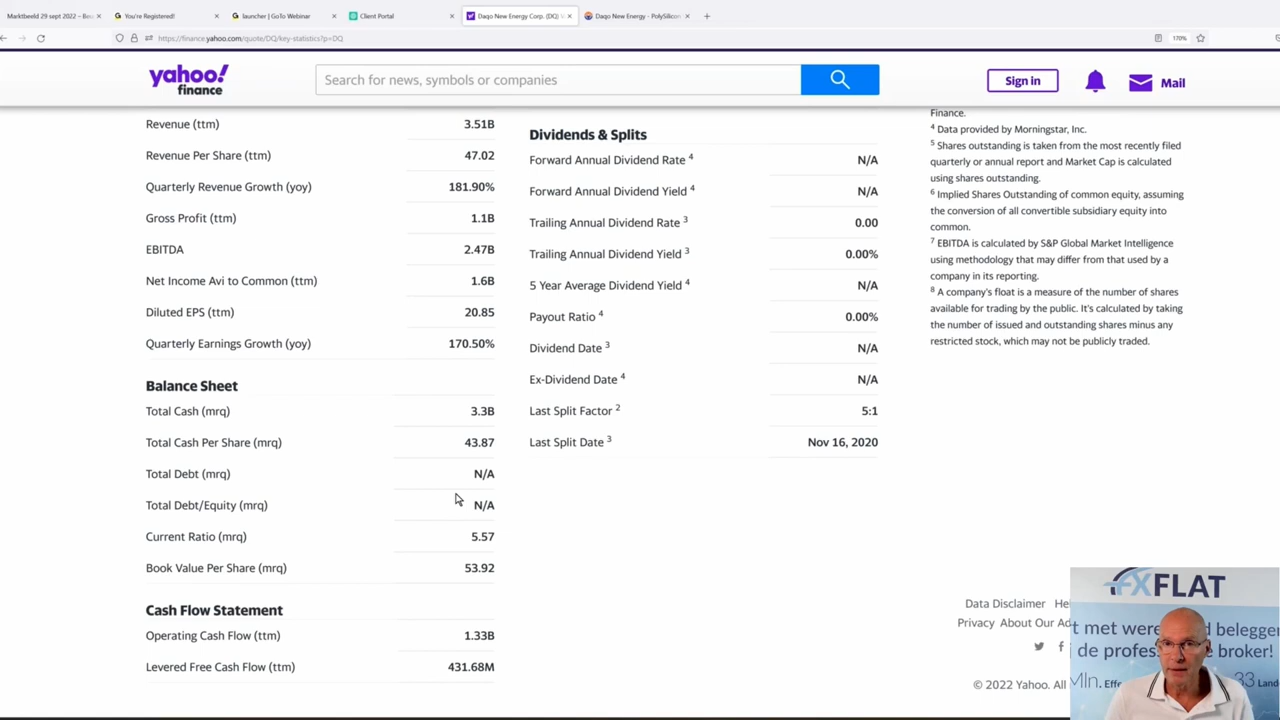 Marktbeeld 29 sept 2022 – Be
You're Registered!
launcher | GoTo Webinar
Client Portal
Daqo New Energy Corp. (DQ)
Daqo New Energy - PolySilicon
https://finance.yahoo.com/quote/DQ/key-statistics?p=DQ
170%
yahoo!
finance
Search for news, symbols or companies
Sign in
Mail
Revenue (ttm) 3.51B
Revenue Per Share (ttm) 47.02
Quarterly Revenue Growth (yoy) 181.90%
Gross Profit (ttm) 1.1B
EBITDA 2.47B
Net Income Avi to Common (ttm) 1.6B
Diluted EPS (ttm) 20.85
Quarterly Earnings Growth (yoy) 170.50%
Balance Sheet
Total Cash (mrq) 3.3B
Total Cash Per Share (mrq) 43.87
Total Debt (mrq) N/A
Total Debt/Equity (mrq) N/A
Current Ratio (mrq) 5.57
Book Value Per Share (mrq) 53.92
Cash Flow Statement
Operating Cash Flow (ttm) 1.33B
Levered Free Cash Flow (ttm) 431.68M
Dividends & Splits
Forward Annual Dividend Rate 4 N/A
Forward Annual Dividend Yield 4 N/A
Trailing Annual Dividend Rate 3 0.00
Trailing Annual Dividend Yield 3 0.00%
5 Year Average Dividend Yield 4 N/A
Payout Ratio 4 0.00%
Dividend Date 3 N/A
Ex-Dividend Date 4 N/A
Last Split Factor 2 5:1
Last Split Date 3 Nov 16, 2020
Finance.
4 Data provided by Morningstar, Inc.
5 Shares outstanding is taken from the most recently filed
quarterly or annual report and Market Cap is calculated
using shares outstanding.
6 Implied Shares Outstanding of common equity, assuming
the conversion of all convertible subsidiary equity into
common.
7 EBITDA is calculated by S&P Global Market Intelligence
using methodology that may differ from that used by a
company in its reporting.
8 A company's float is a measure of the number of shares
available for trading by the public. It's calculated by taking
the number of issued and outstanding shares minus any
restricted stock, which may not be publicly traded.
Data Disclaimer He
Privacy About Our Ad
© 2022 Yahoo. All
FXFLAT
t met were d belegge
j de profes e broker!
Mln. Effe 33 Land